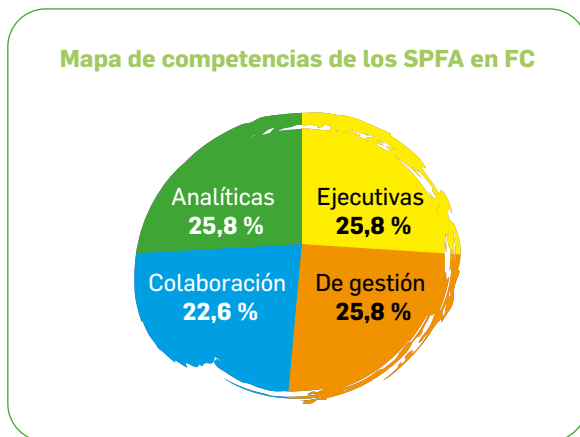 Mapa de competencias de los SPFA en FC
Analíticas
25,8 %
Ejecutivas
25,8 %
Colaboración
22,6 %
De gestión
25,8 %